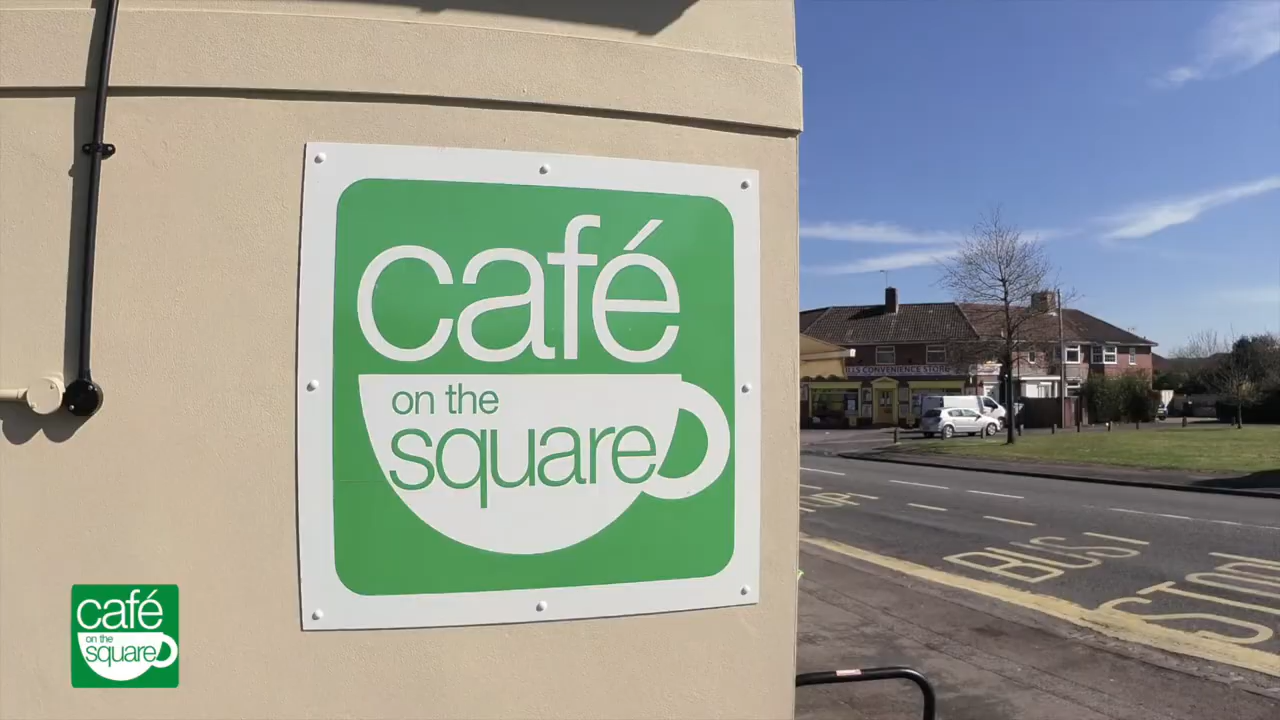 café
on the
square
CONVENIENCE STORE
BUS
STOP
café
on the
square